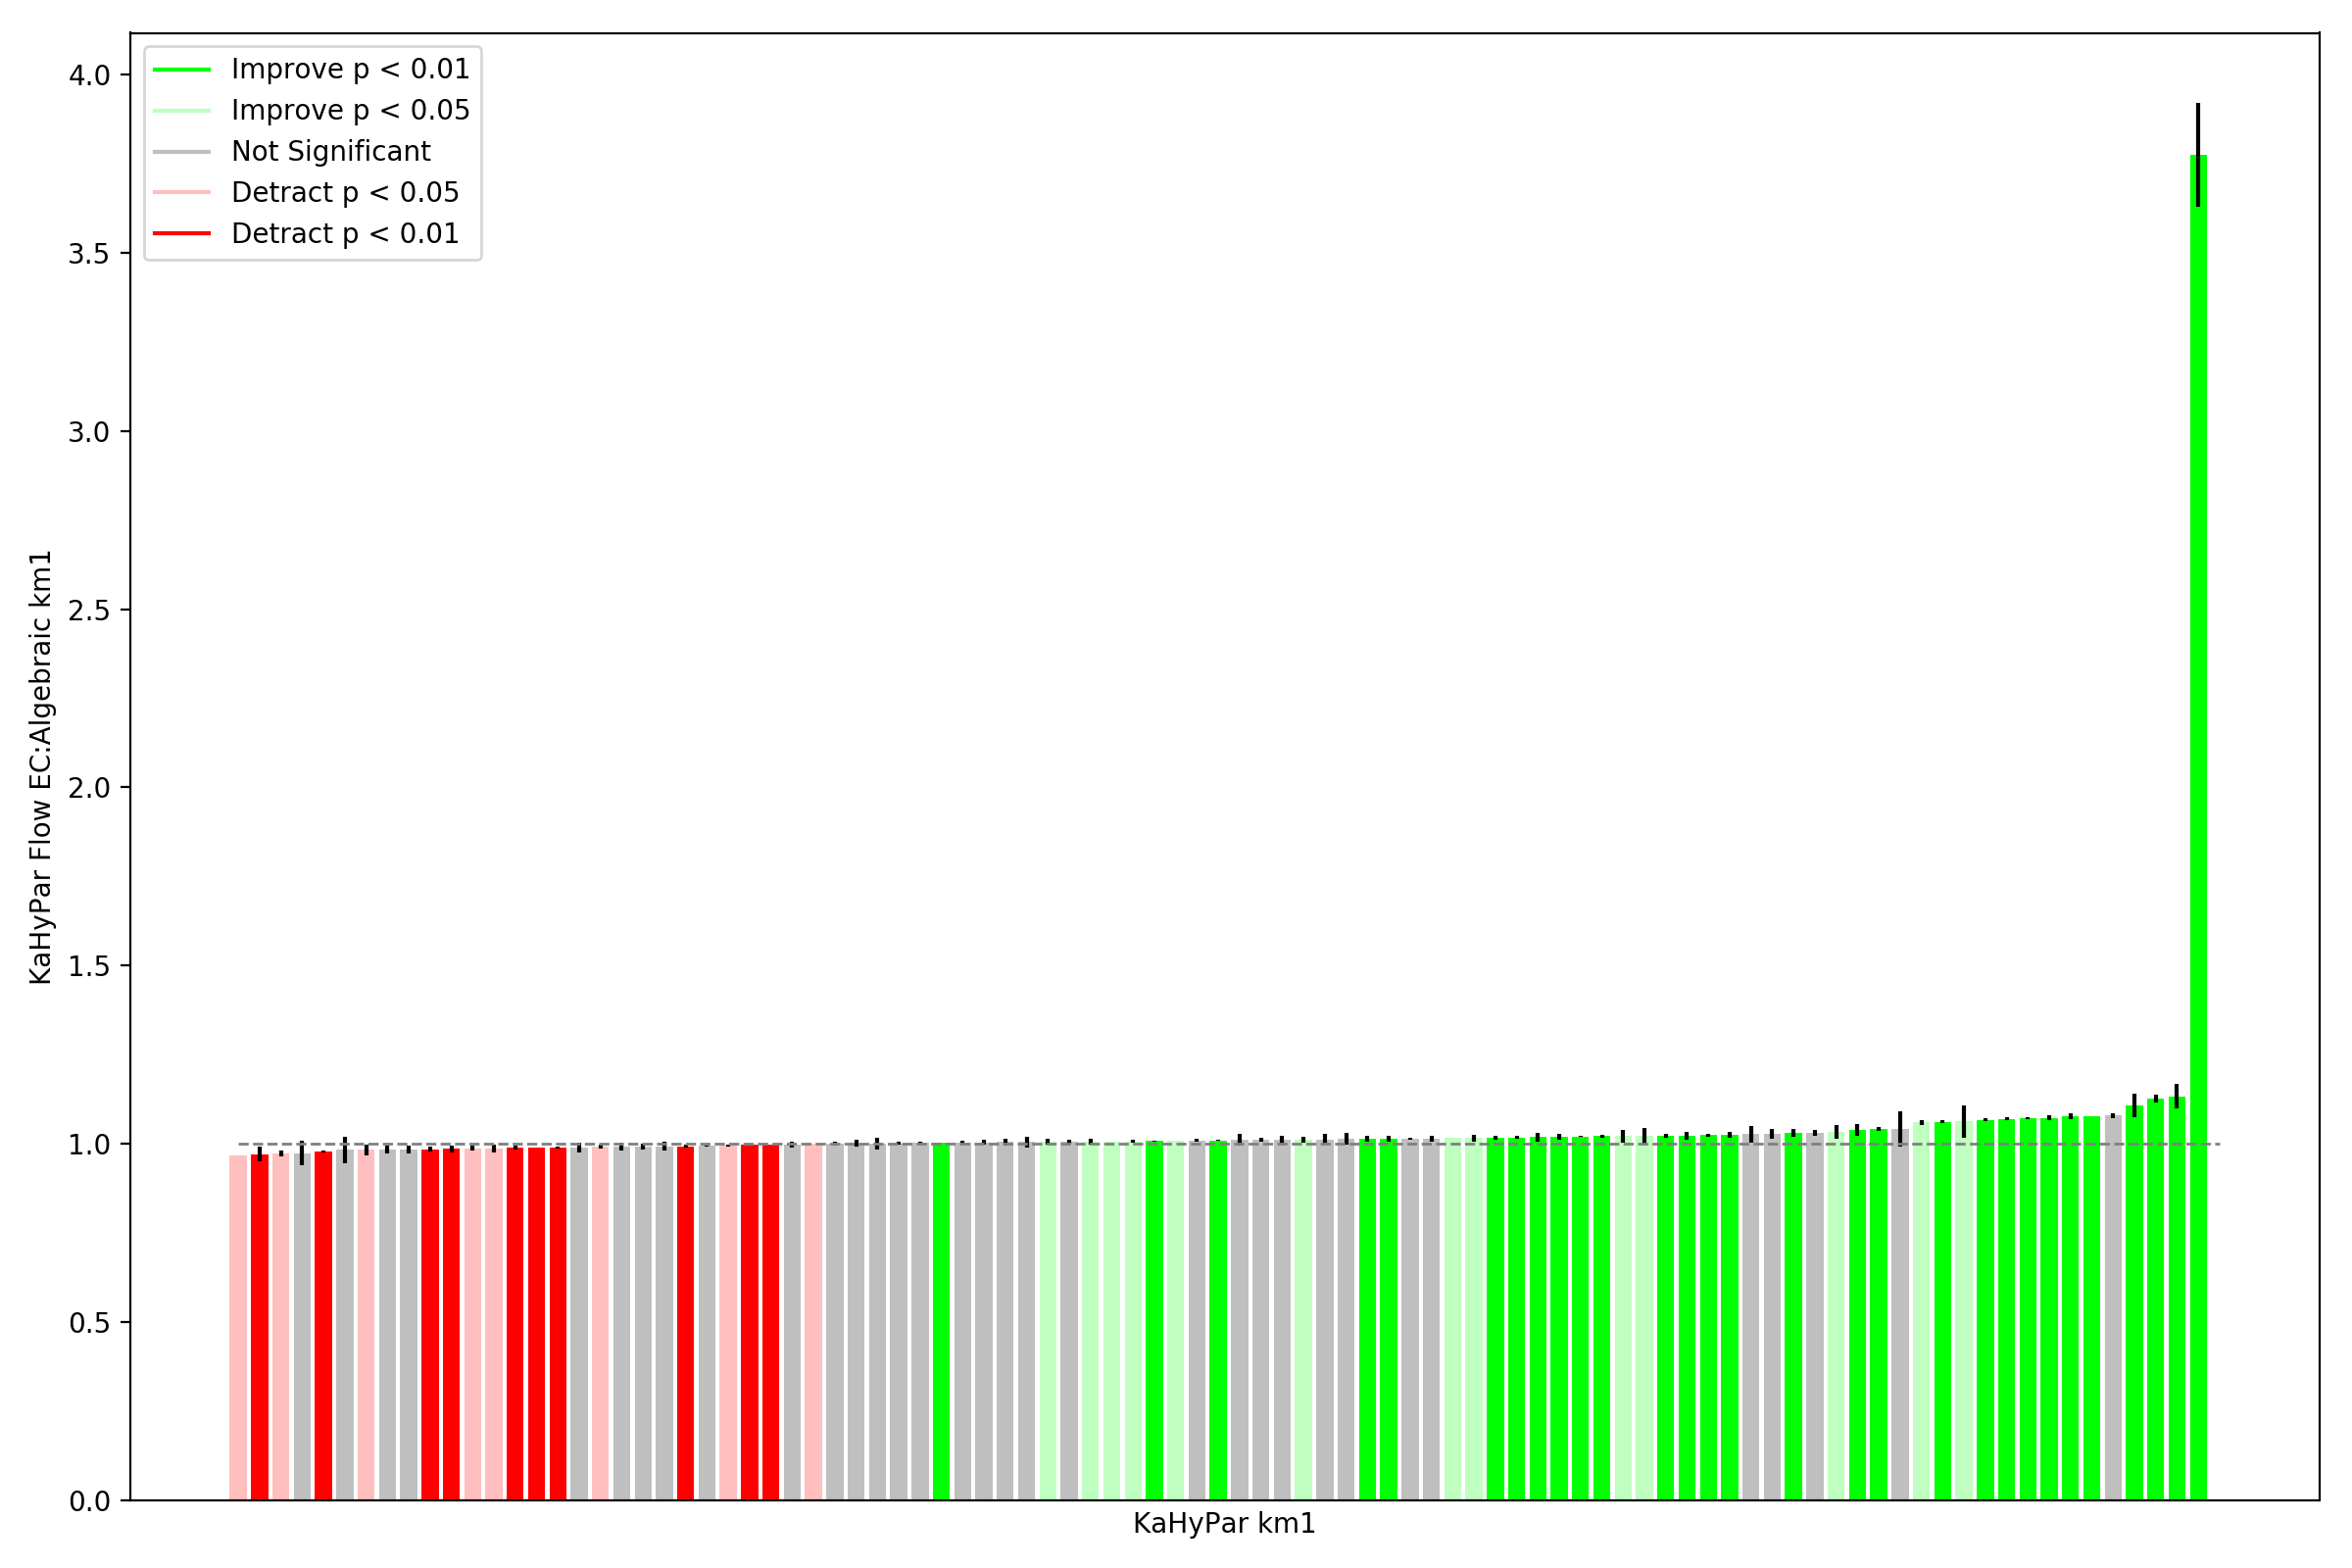 Improve p < 0.01
Improve p < 0.05
Not Significant
Detract p < 0.05
Detract p < 0.01
4.0
3.5
3.0
2.5
2.0
1.5
1.0
0.5
0.0
KaHyPar Flow EC:Algebraic km1
KaHyPar km1